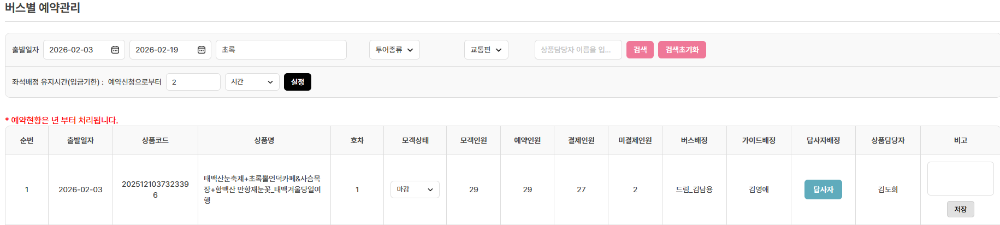 버스별 예약관리
출발일자 2026-02-03 2026-02-19 초록 투어종류 교통편 상품담당자 이름을 입... 검색 검색초기화
좌석배정 유지시간(입금기한) : 예약신청으로부터 2 시간 설정
* 예약현황은 년 부터 처리됩니다.
순번 출발일자 상품코드 상품명 호차 모객상태 모객인원 예약인원 결제인원 미결제인원 버스배정 가이드배정 답사자배정 상품담당자 비고
1 2026-02-03 202512103732339
6 태백산눈축제+초록뿔언덕카페&사슴목
장+함백산 만항재눈꽃_태백겨울당일여
행 1 마감 29 29 27 2 드림_김남용 김영애 답사자 김도희
저장